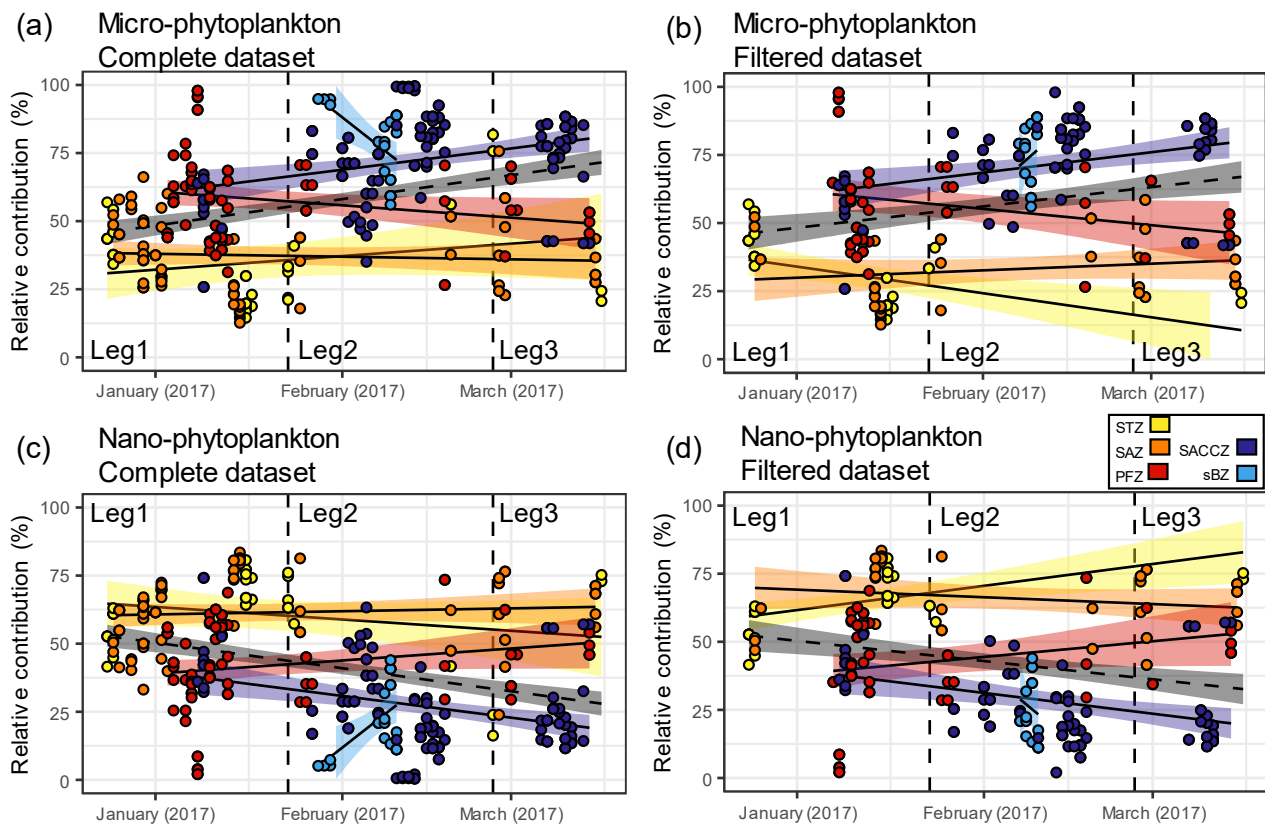 (a) Micro-phytoplankton
Complete dataset
Relative contribution (%)
100
75
50
25
0
Leg1
Leg2
Leg3
January (2017)
February (2017)
March (2017)
(b) Micro-phytoplankton
Filtered dataset
Relative contribution (%)
100
75
50
25
0
Leg1
Leg2
Leg3
January (2017)
February (2017)
March (2017)
(c) Nano-phytoplankton
Complete dataset
Relative contribution (%)
100
75
50
25
0
Leg1
Leg2
Leg3
January (2017)
February (2017)
March (2017)
(d) Nano-phytoplankton
Filtered dataset
STZ
SAZ
PFZ
SACCZ
sBZ
Relative contribution (%)
100
75
50
25
0
Leg1
Leg2
Leg3
January (2017)
February (2017)
March (2017)